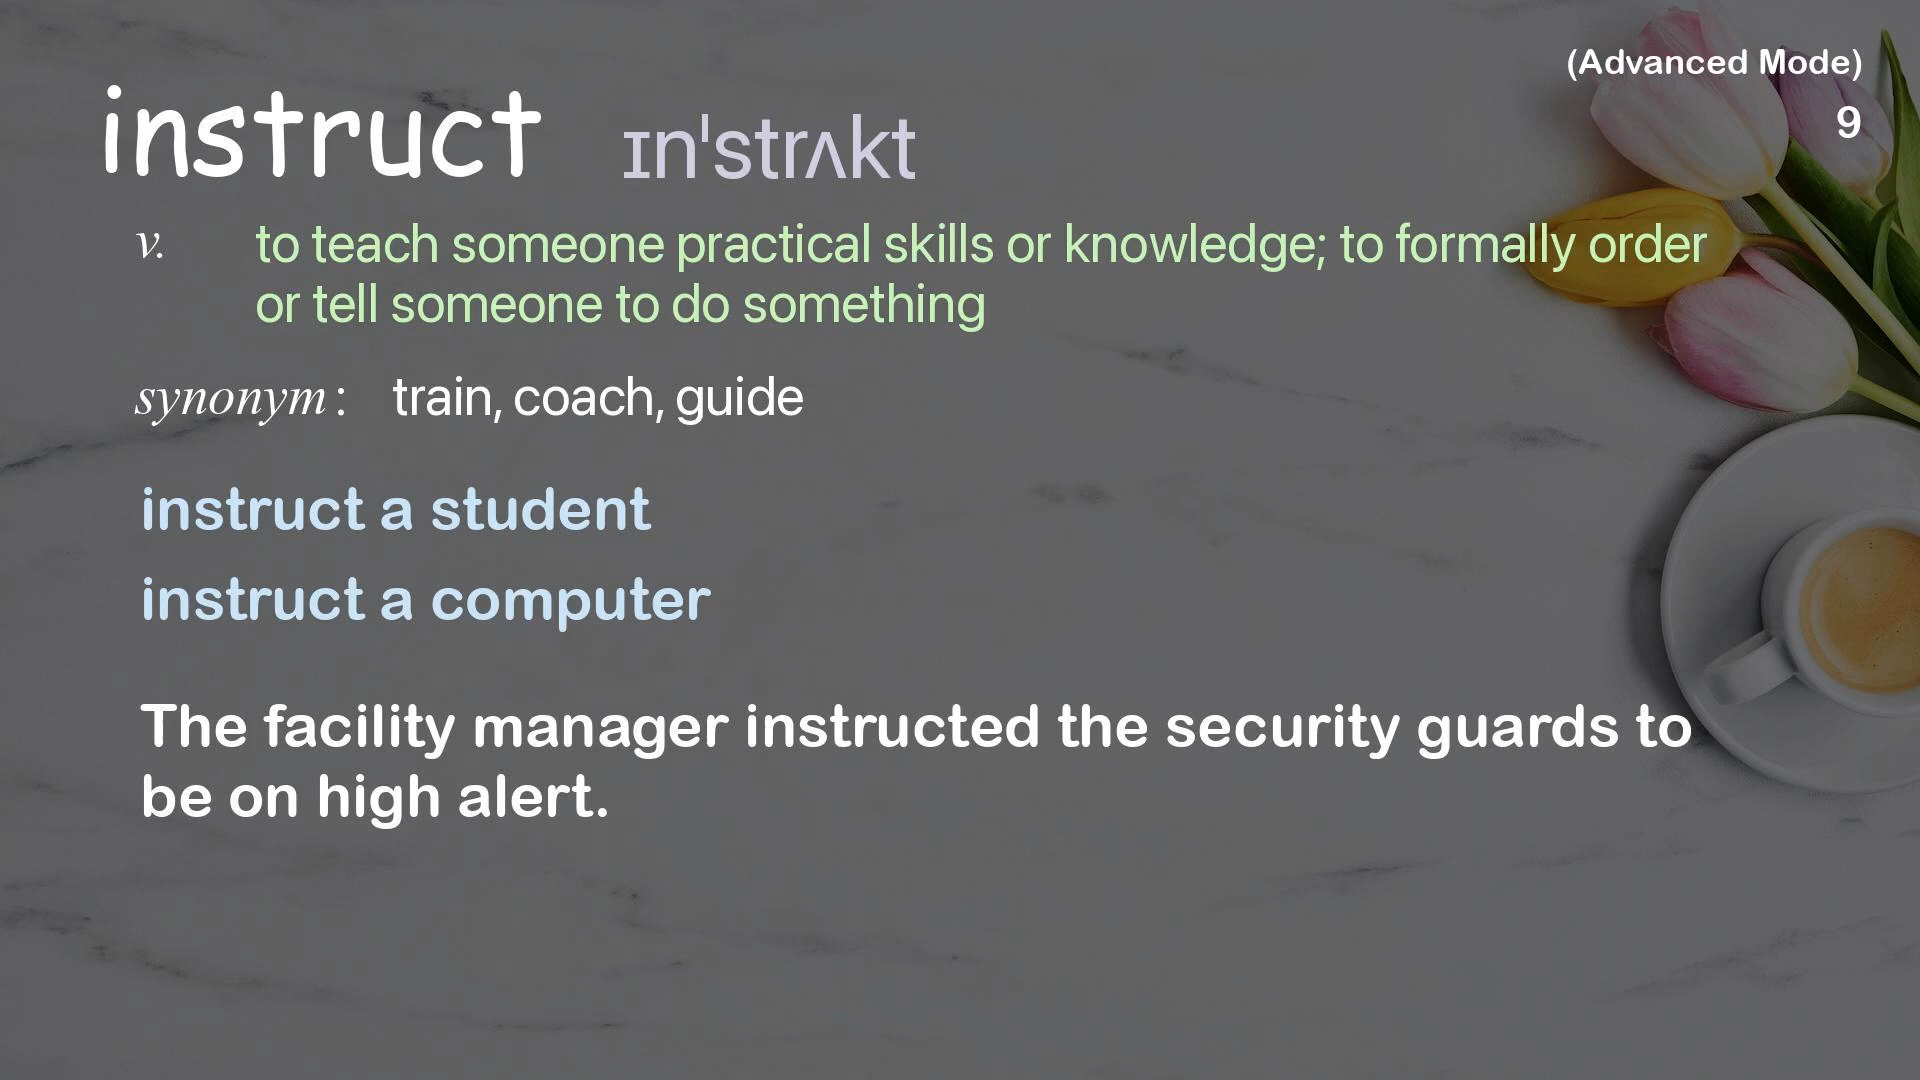 (Advanced Mode)
instruct ɪnˈstrʌkt
9
v. to teach someone practical skills or knowledge; to formally order
or tell someone to do something
synonym: train, coach, guide
instruct a student
instruct a computer
The facility manager instructed the security guards to
be on high alert.